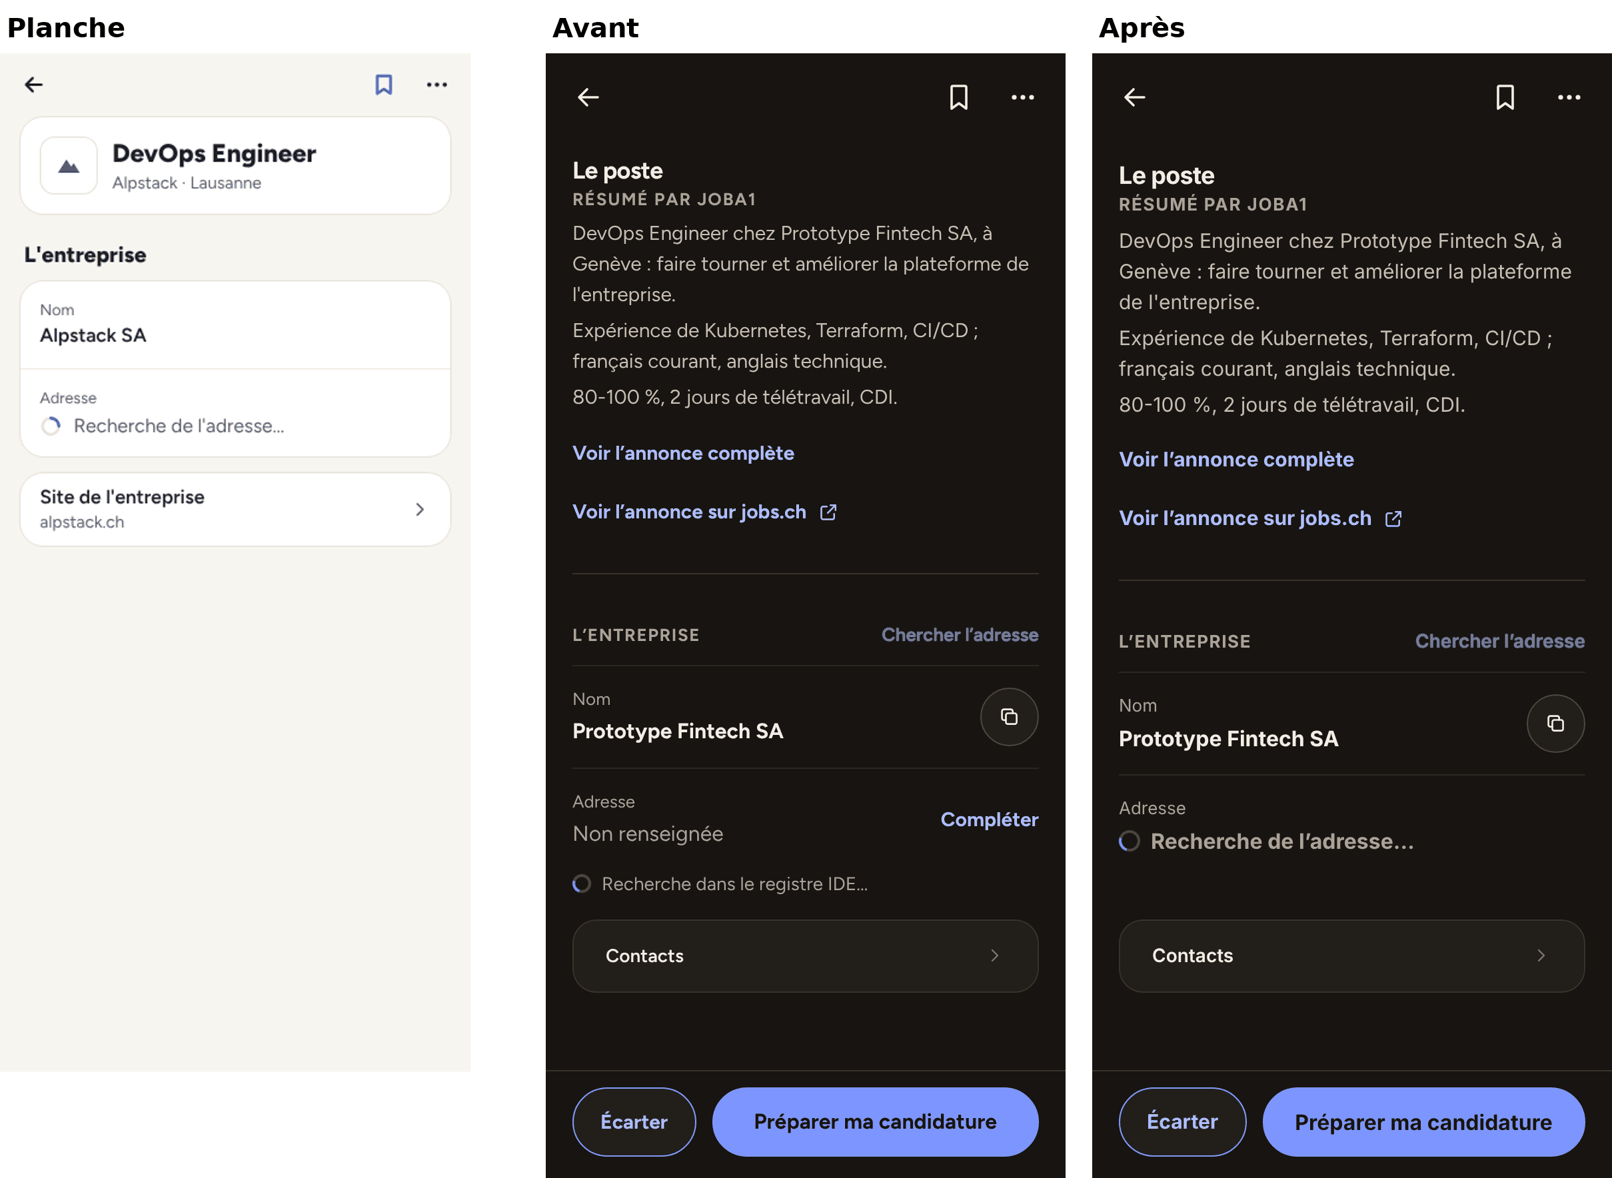 Planche
DevOps Engineer
Alpstack · Lausanne
L'entreprise
Nom
Alpstack SA
Adresse
Recherche de l'adresse...
Site de l'entreprise
alpstack.ch
Avant
Le poste
RÉSUMÉ PAR JOBA1
DevOps Engineer chez Prototype Fintech SA, à
Genève : faire tourner et améliorer la plateforme de
l'entreprise.
Expérience de Kubernetes, Terraform, CI/CD ;
français courant, anglais technique.
80-100 %, 2 jours de télétravail, CDI.
Voir l’annonce complète
Voir l’annonce sur jobs.ch
L’ENTREPRISE
Chercher l’adresse
Nom
Prototype Fintech SA
Adresse
Non renseignée
Compléter
Recherche dans le registre IDE…
Contacts
Écarter
Préparer ma candidature
Après
Le poste
RÉSUMÉ PAR JOBA1
DevOps Engineer chez Prototype Fintech SA, à
Genève : faire tourner et améliorer la plateforme
de l'entreprise.
Expérience de Kubernetes, Terraform, CI/CD ;
français courant, anglais technique.
80-100 %, 2 jours de télétravail, CDI.
Voir l’annonce complète
Voir l’annonce sur jobs.ch
L’ENTREPRISE
Chercher l’adresse
Nom
Prototype Fintech SA
Adresse
Recherche de l’adresse…
Contacts
Écarter
Préparer ma candidature